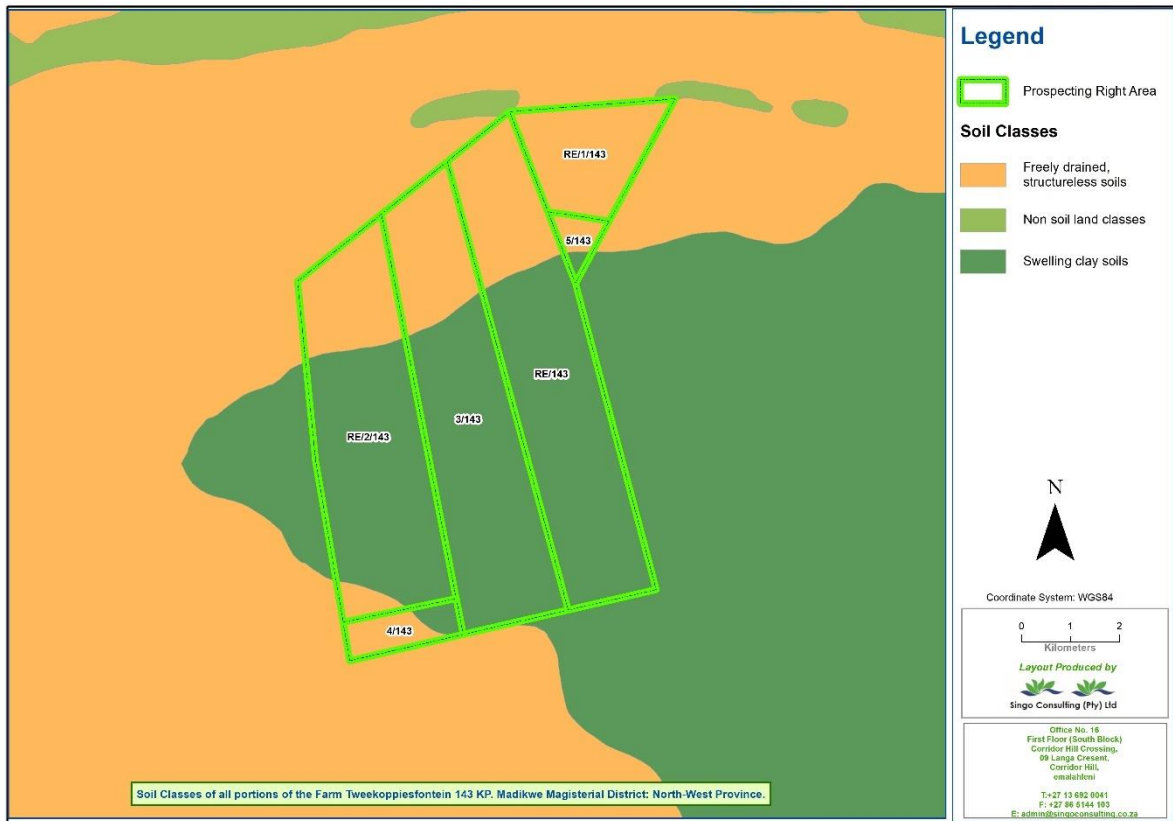 RE/1/143
5/143
RE/143
3/143
RE/2/143
4/143
Soil Classes of all portions of the Farm Tweekoppiesfontein 143 KP. Madikwe Magisterial District: North-West Province.
Legend
Prospecting Right Area
Soil Classes
Freely drained,
structureless soils
Non soil land classes
Swelling clay soils
N
Coordinate System: WGS84
0 1 2
Kilometers
Layout Produced by
Singo Consulting (Pty) Ltd
Office No. 16
First Floor (South Block)
Corridor Hill Crossing,
09 Langa Cresent,
Corridor Hill,
emalahleni
T:+27 13 692 0041
F: +27 86 5144 103
E: admin@singoconsulting.co.za